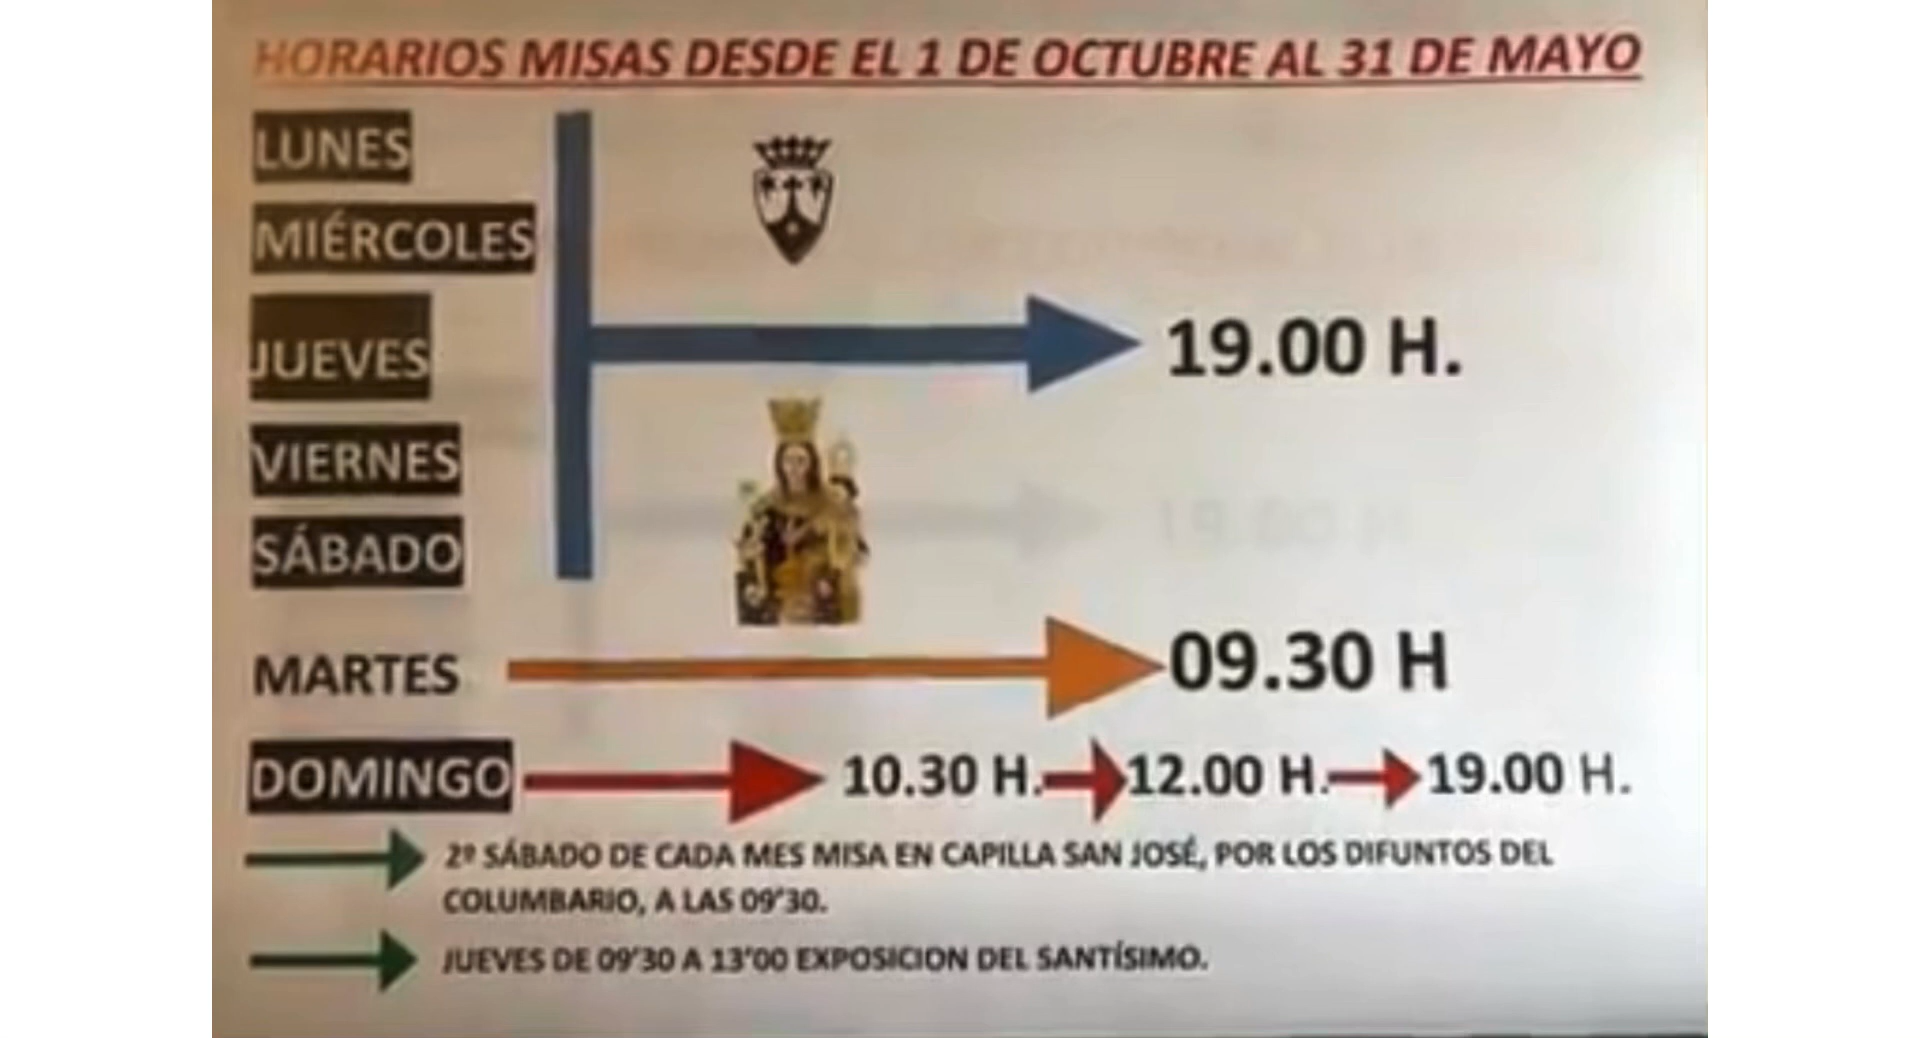 HORARIOS MISAS DESDE EL 1 DE OCTUBRE AL 31 DE MAYO
LUNES
MIÉRCOLES
JUEVES
19.00 H.
VIERNES
SÁBADO
MARTES 09.30 H
DOMINGO 10.30 H. 12.00 H. 19.00 H.
2º SÁBADO DE CADA MES MISA EN CAPILLA SAN JOSÉ, POR LOS DIFUNTOS DEL
COLUMBARIO, A LAS 09'30.
JUEVES DE 09'30 A 13'00 EXPOSICION DEL SANTÍSIMO.